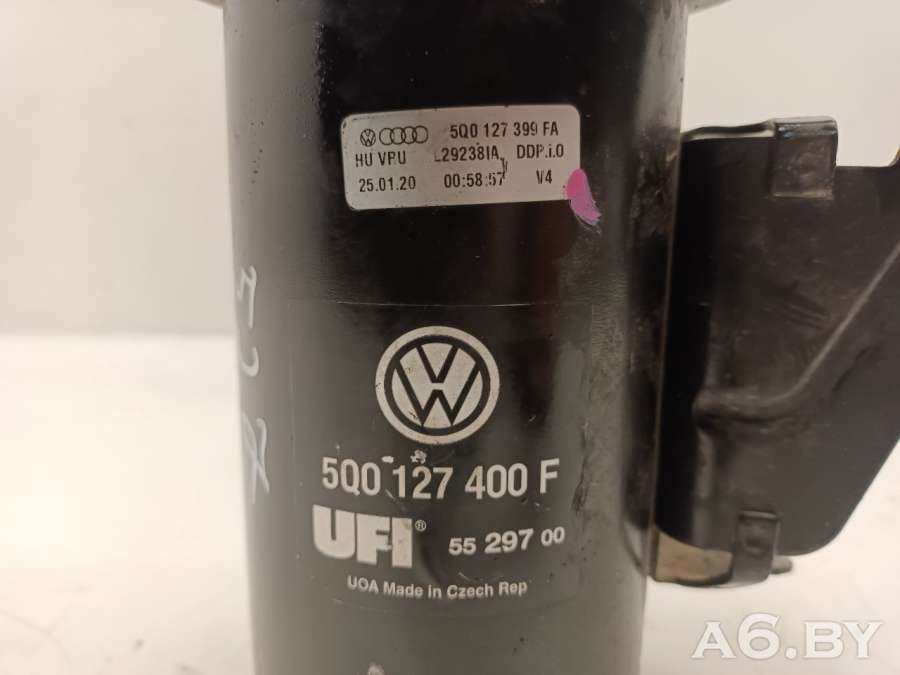 5Q0 127 399 FA
HU VRU L29238IA DDP.i.0
25.01.20 00:58:57 V4
5Q0 127 400 F
UFI® 55 297 00
UOA Made in Czech Rep
A6.BY